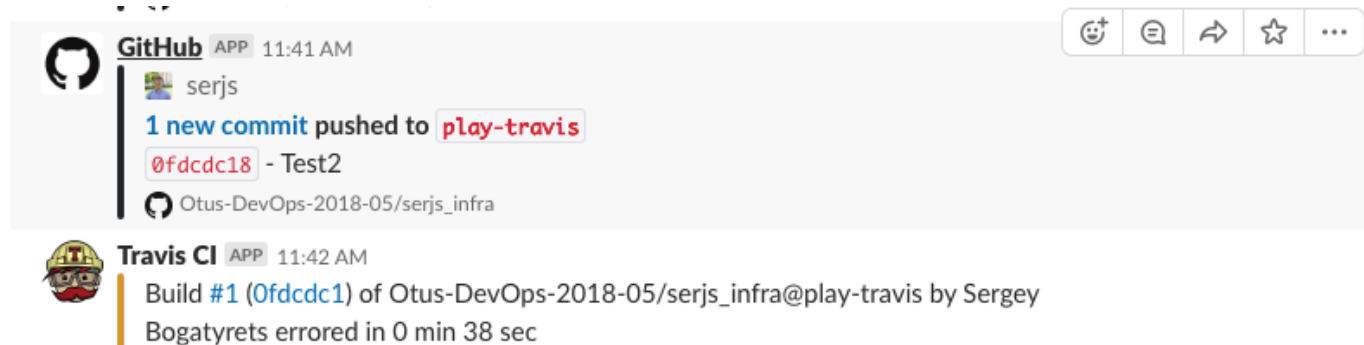 GitHub APP 11:41 AM
serjs
1 new commit pushed to play-travis
0fdcdc18 - Test2
Otus-DevOps-2018-05/serjs_infra
Travis CI APP 11:42 AM
Build #1 (0fdcdc1) of Otus-DevOps-2018-05/serjs_infra@play-travis by Sergey
Bogatyrets errored in 0 min 38 sec